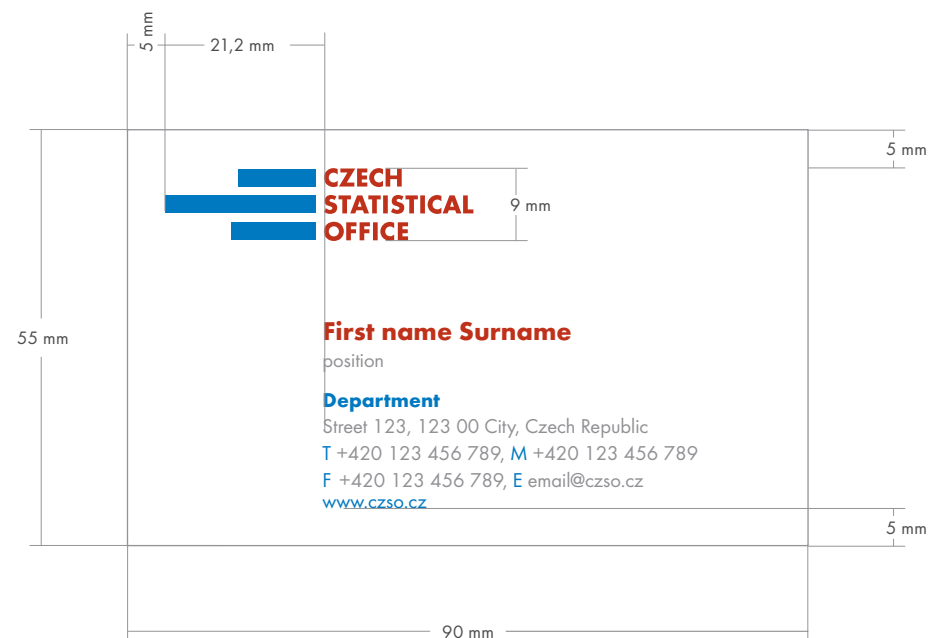 5 mm
21,2 mm
5 mm
CZECH
STATISTICAL
OFFICE
9 mm
55 mm
First name Surname
position
Department
Street 123, 123 00 City, Czech Republic
T +420 123 456 789, M +420 123 456 789
F +420 123 456 789, E email@czso.cz
www.czso.cz
5 mm
90 mm